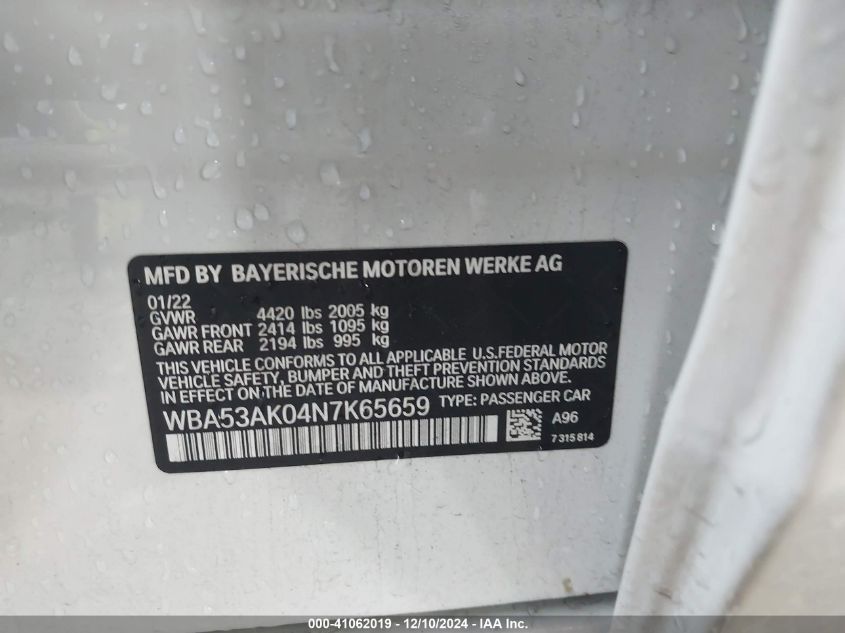 MFD BY BAYERISCHE MOTOREN WERKE AG
01/22
GVWR 4420 lbs 2005 kg
GAWR FRONT 2414 lbs 1095 kg
GAWR REAR 2194 lbs 995 kg
THIS VEHICLE CONFORMS TO ALL APPLICABLE U.S.FEDERAL MOTOR
VEHICLE SAFETY, BUMPER AND THEFT PREVENTION STANDARDS
IN EFFECT ON THE DATE OF MANUFACTURE SHOWN ABOVE.
WBA53AK04N7K65659 TYPE: PASSENGER CAR
A96
7315814
000-41062019 - 12/10/2024 - IAA Inc.